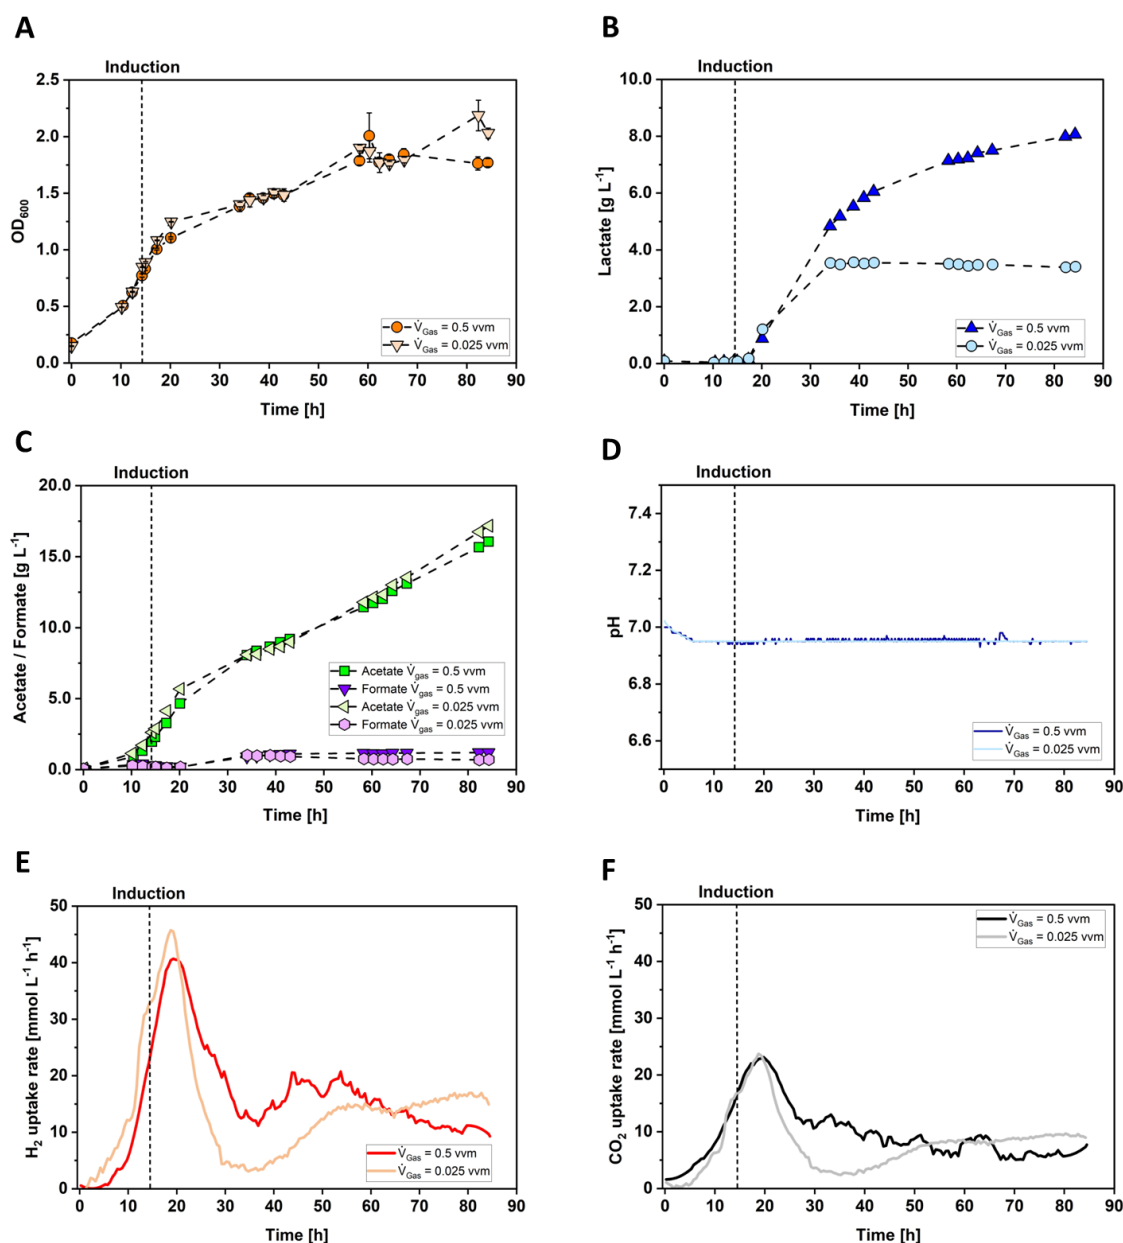 A
Induction
2.5
2.0
1.5
1.0
0.5
0.0
OD600
V̇Gas = 0.5 vvm
V̇Gas = 0.025 vvm
0 10 20 30 40 50 60 70 80 90
Time [h]
B
Induction
10.0
8.0
6.0
4.0
2.0
0.0
Lactate [g L-1]
V̇Gas = 0.5 vvm
V̇Gas = 0.025 vvm
0 10 20 30 40 50 60 70 80 90
Time [h]
C
Induction
20.0
15.0
10.0
5.0
0.0
Acetate / Formate [g L-1]
Acetate V̇gas = 0.5 vvm
Formate V̇gas = 0.5 vvm
Acetate V̇gas = 0.025 vvm
Formate V̇gas = 0.025 vvm
0 10 20 30 40 50 60 70 80 90
Time [h]
D
Induction
7.4
7.2
7.0
6.8
6.6
pH
V̇Gas = 0.5 vvm
V̇Gas = 0.025 vvm
0 10 20 30 40 50 60 70 80 90
Time [h]
E
Induction
50
40
30
20
10
0
H2 uptake rate [mmol L-1 h-1]
V̇Gas = 0.5 vvm
V̇Gas = 0.025 vvm
0 10 20 30 40 50 60 70 80 90
Time [h]
F
Induction
50
40
30
20
10
0
CO2 uptake rate [mmol L-1 h-1]
V̇Gas = 0.5 vvm
V̇Gas = 0.025 vvm
0 10 20 30 40 50 60 70 80 90
Time [h]